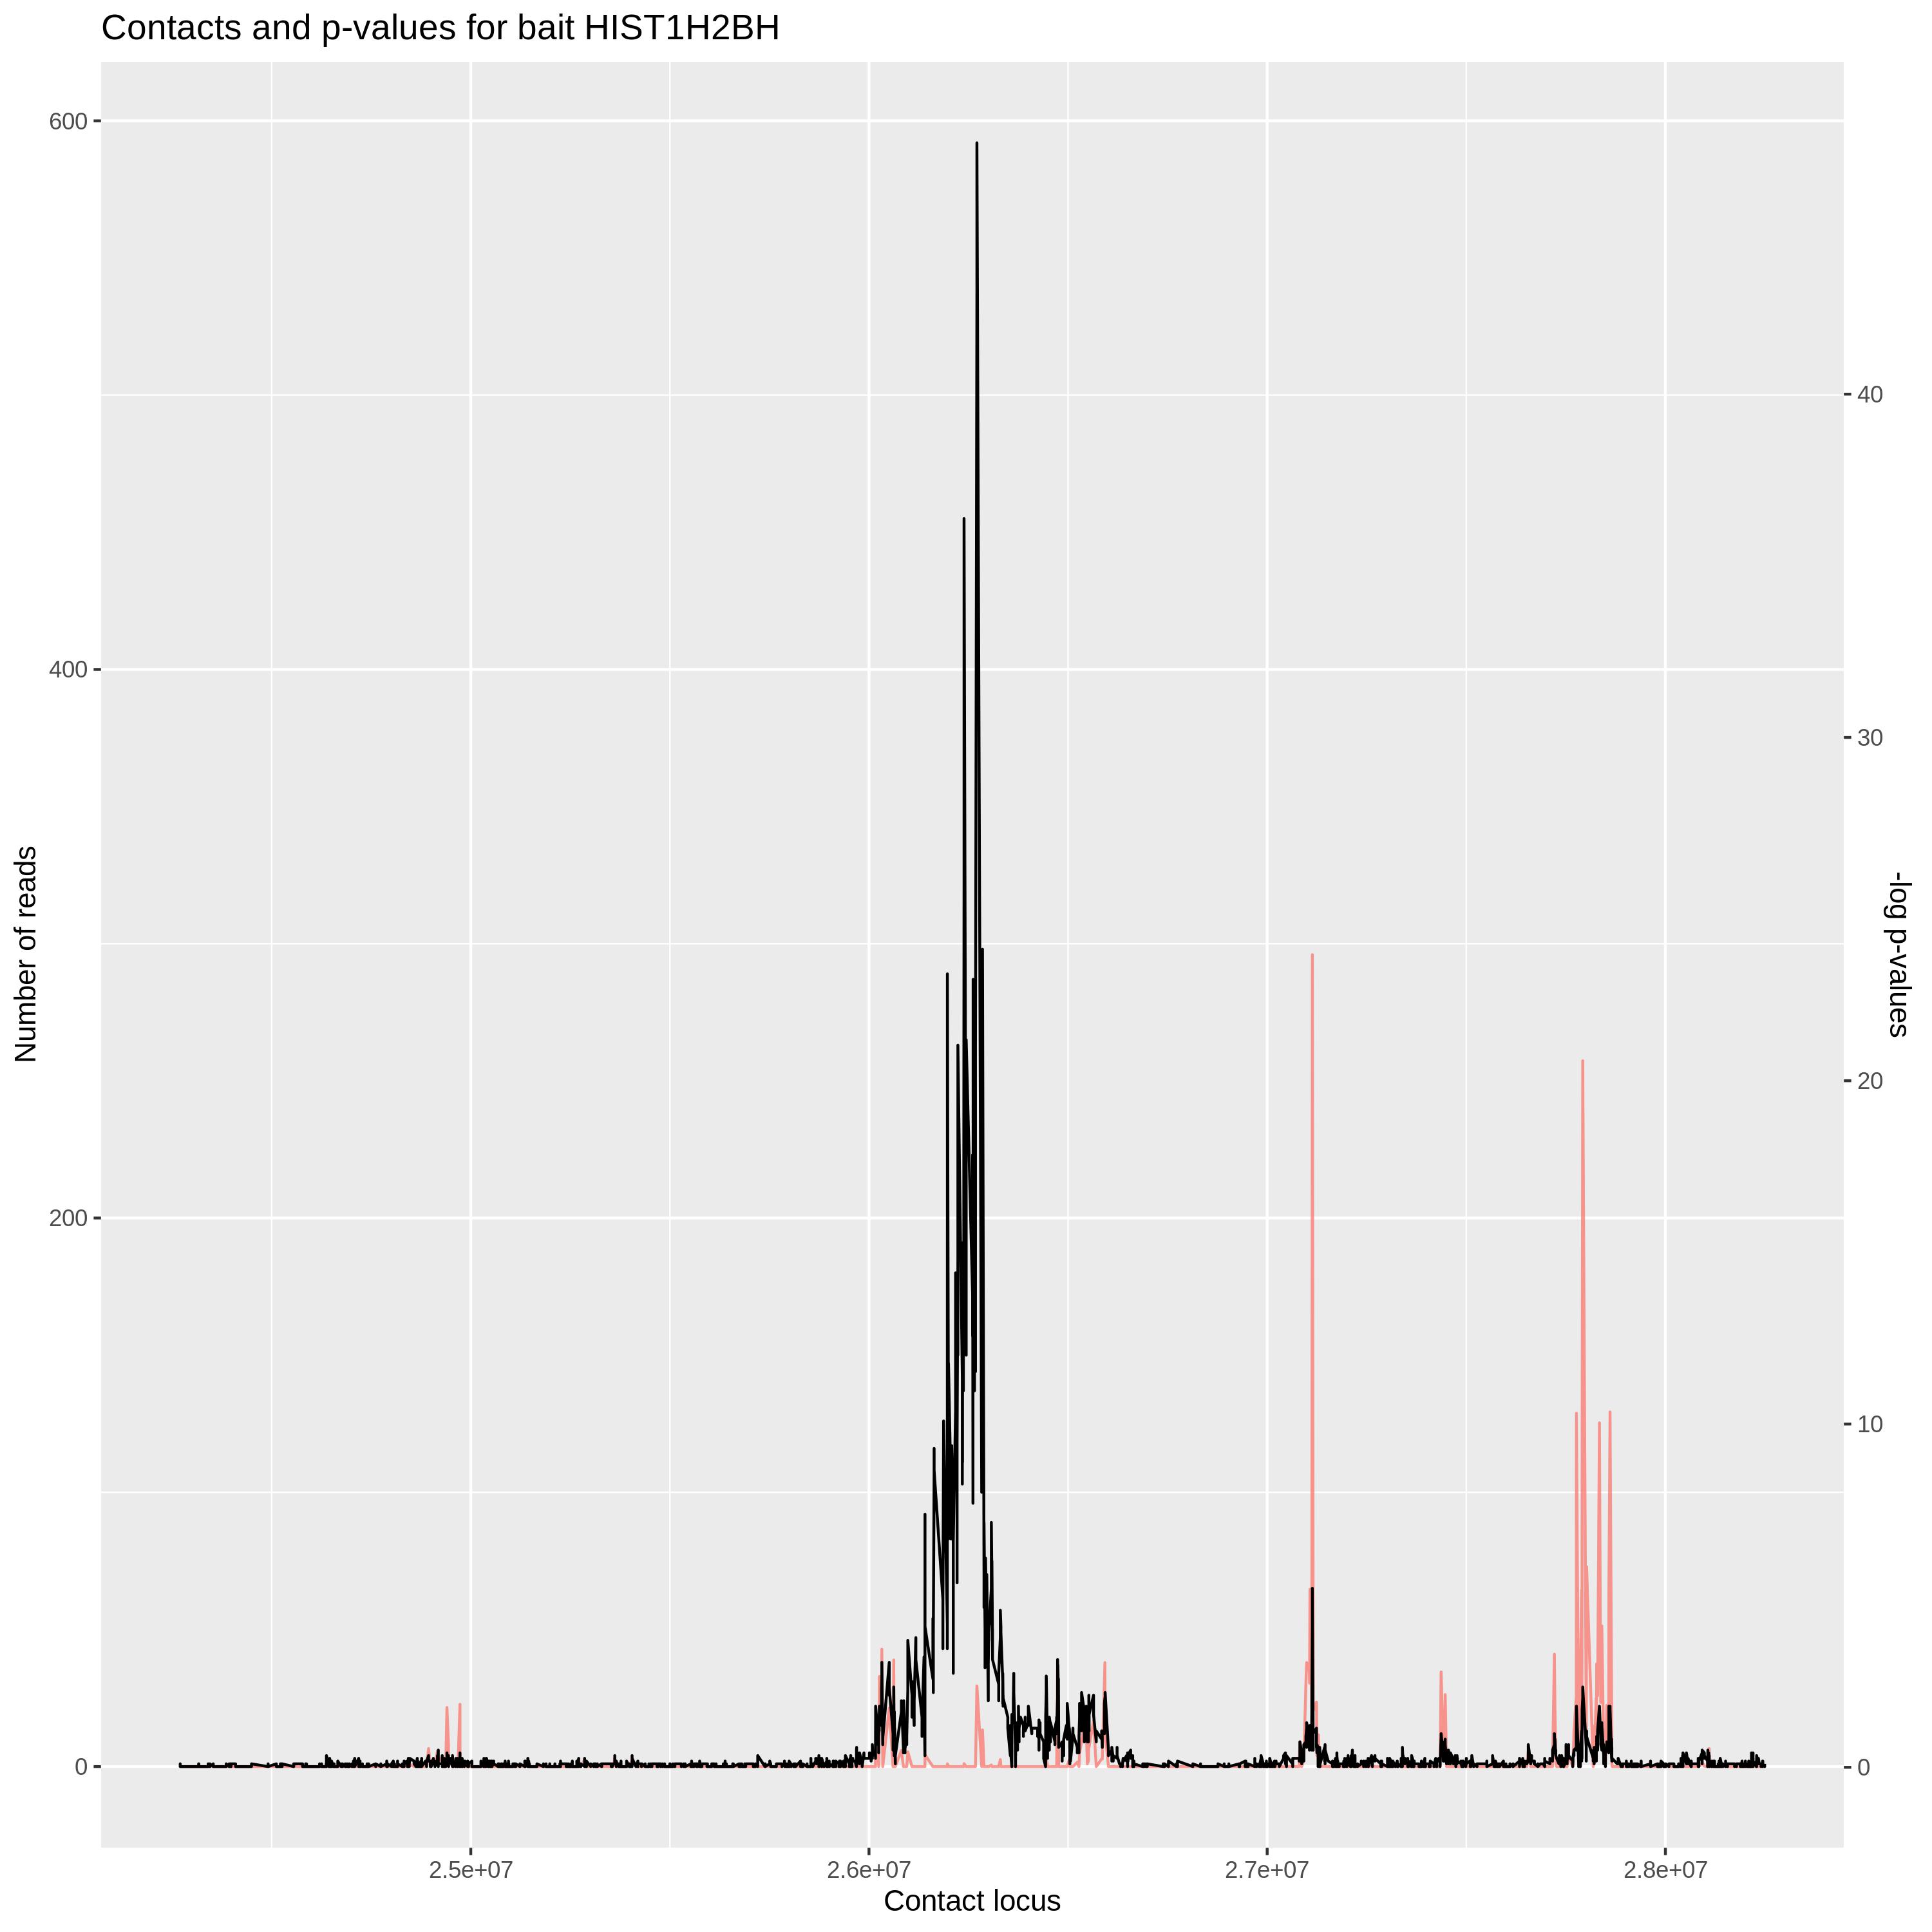 Contacts and p-values for bait HIST1H2BH
600
400
200
0
Number of reads
40
30
20
10
0
-log p-values
2.5e+07
2.6e+07
2.7e+07
2.8e+07
Contact locus